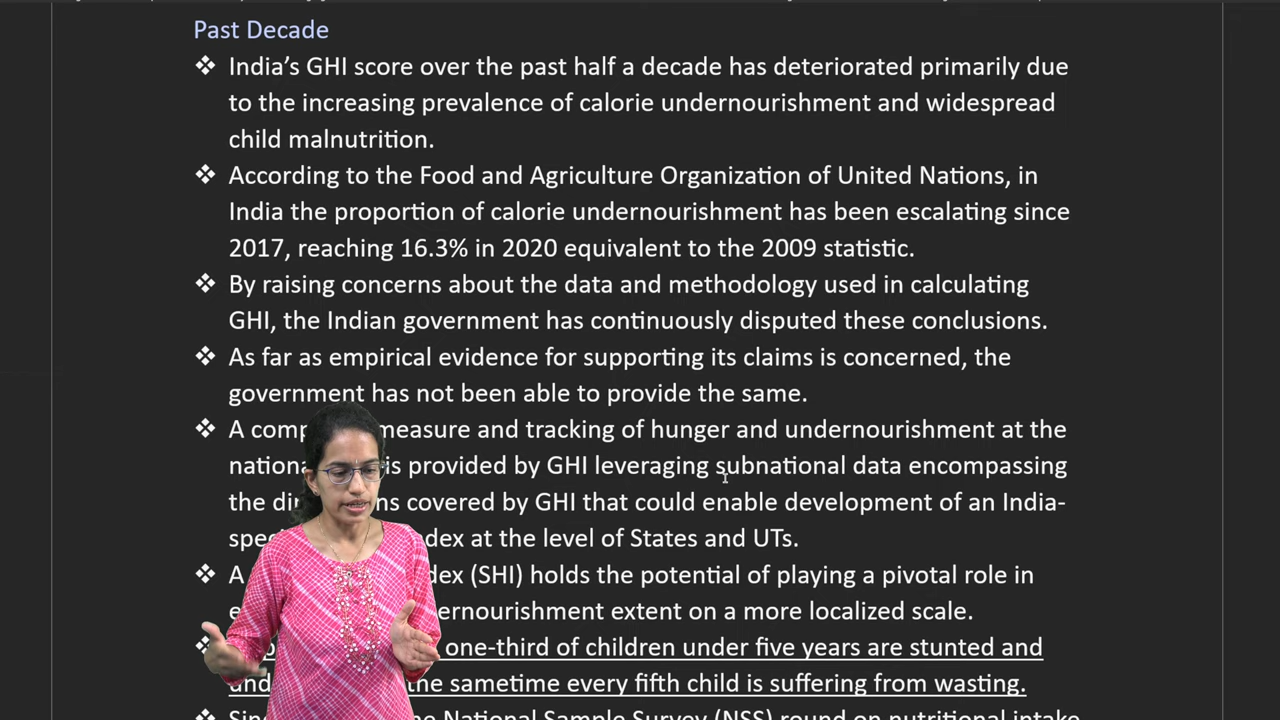 Past Decade
❖ India’s GHI score over the past half a decade has deteriorated primarily due
to the increasing prevalence of calorie undernourishment and widespread
child malnutrition.
❖ According to the Food and Agriculture Organization of United Nations, in
India the proportion of calorie undernourishment has been escalating since
2017, reaching 16.3% in 2020 equivalent to the 2009 statistic.
❖ By raising concerns about the data and methodology used in calculating
GHI, the Indian government has continuously disputed these conclusions.
❖ As far as empirical evidence for supporting its claims is concerned, the
government has not been able to provide the same.
❖ A measure and tracking of hunger and undernourishment at the
is provided by GHI leveraging subnational data encompassing
the covered by GHI that could enable development of an India-
at the level of States and UTs.
❖ A (SHI) holds the potential of playing a pivotal role in
extent on a more localized scale.
one-third of children under five years are stunted and
the sametime every fifth child is suffering from wasting.
❖ National Sample Survey (NSS) round on nutritional intake